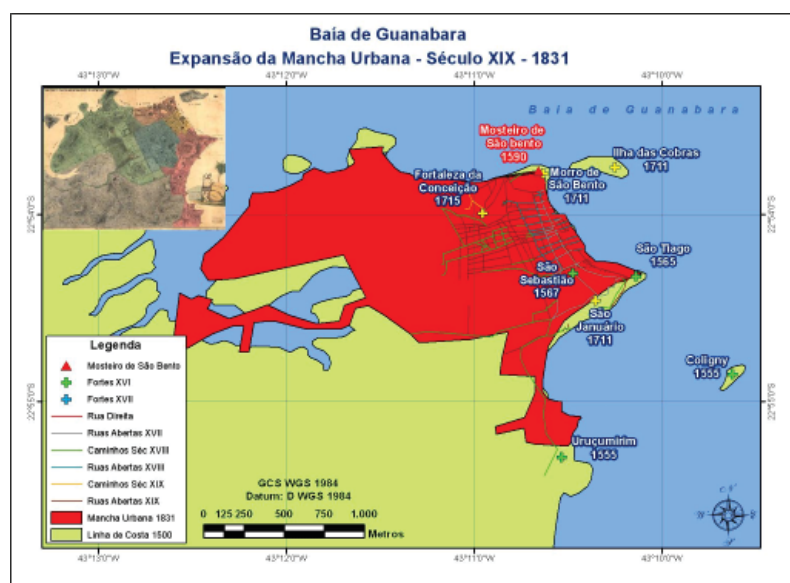 Baía de Guanabara
Expansão da Mancha Urbana - Século XIX - 1831
43°13'0"W
43°12'0"W
43°11'0"W
43°10'0"W
Baía de Guanabara
Mosteiro de
São bento
1590
Ilha das Cobras
1711
Fortaleza da
Conceição
1715
Morro de
São Bento
1711
22°54'0"S
22°54'0"S
São Tiago
1565
São
Sebastião
1567
São
Januário
1711
Coligny
1555
Legenda
Mosteiro de São Bento
Fortes XVI
Fortes XVII
Rua Direita
Ruas Abertas XVII
Caminhos Séc XVIII
Ruas Abertas XVIII
Caminhos Séc XIX
Ruas Abertas XIX
Mancha Urbana 1831
Linha de Costa 1500
22°55'0"S
22°55'0"S
Uruçumirim
1555
GCS WGS 1984
Datum: D WGS 1984
0 125 250 500 750 1.000
Metros
43°13'0"W
43°12'0"W
43°11'0"W
43°10'0"W